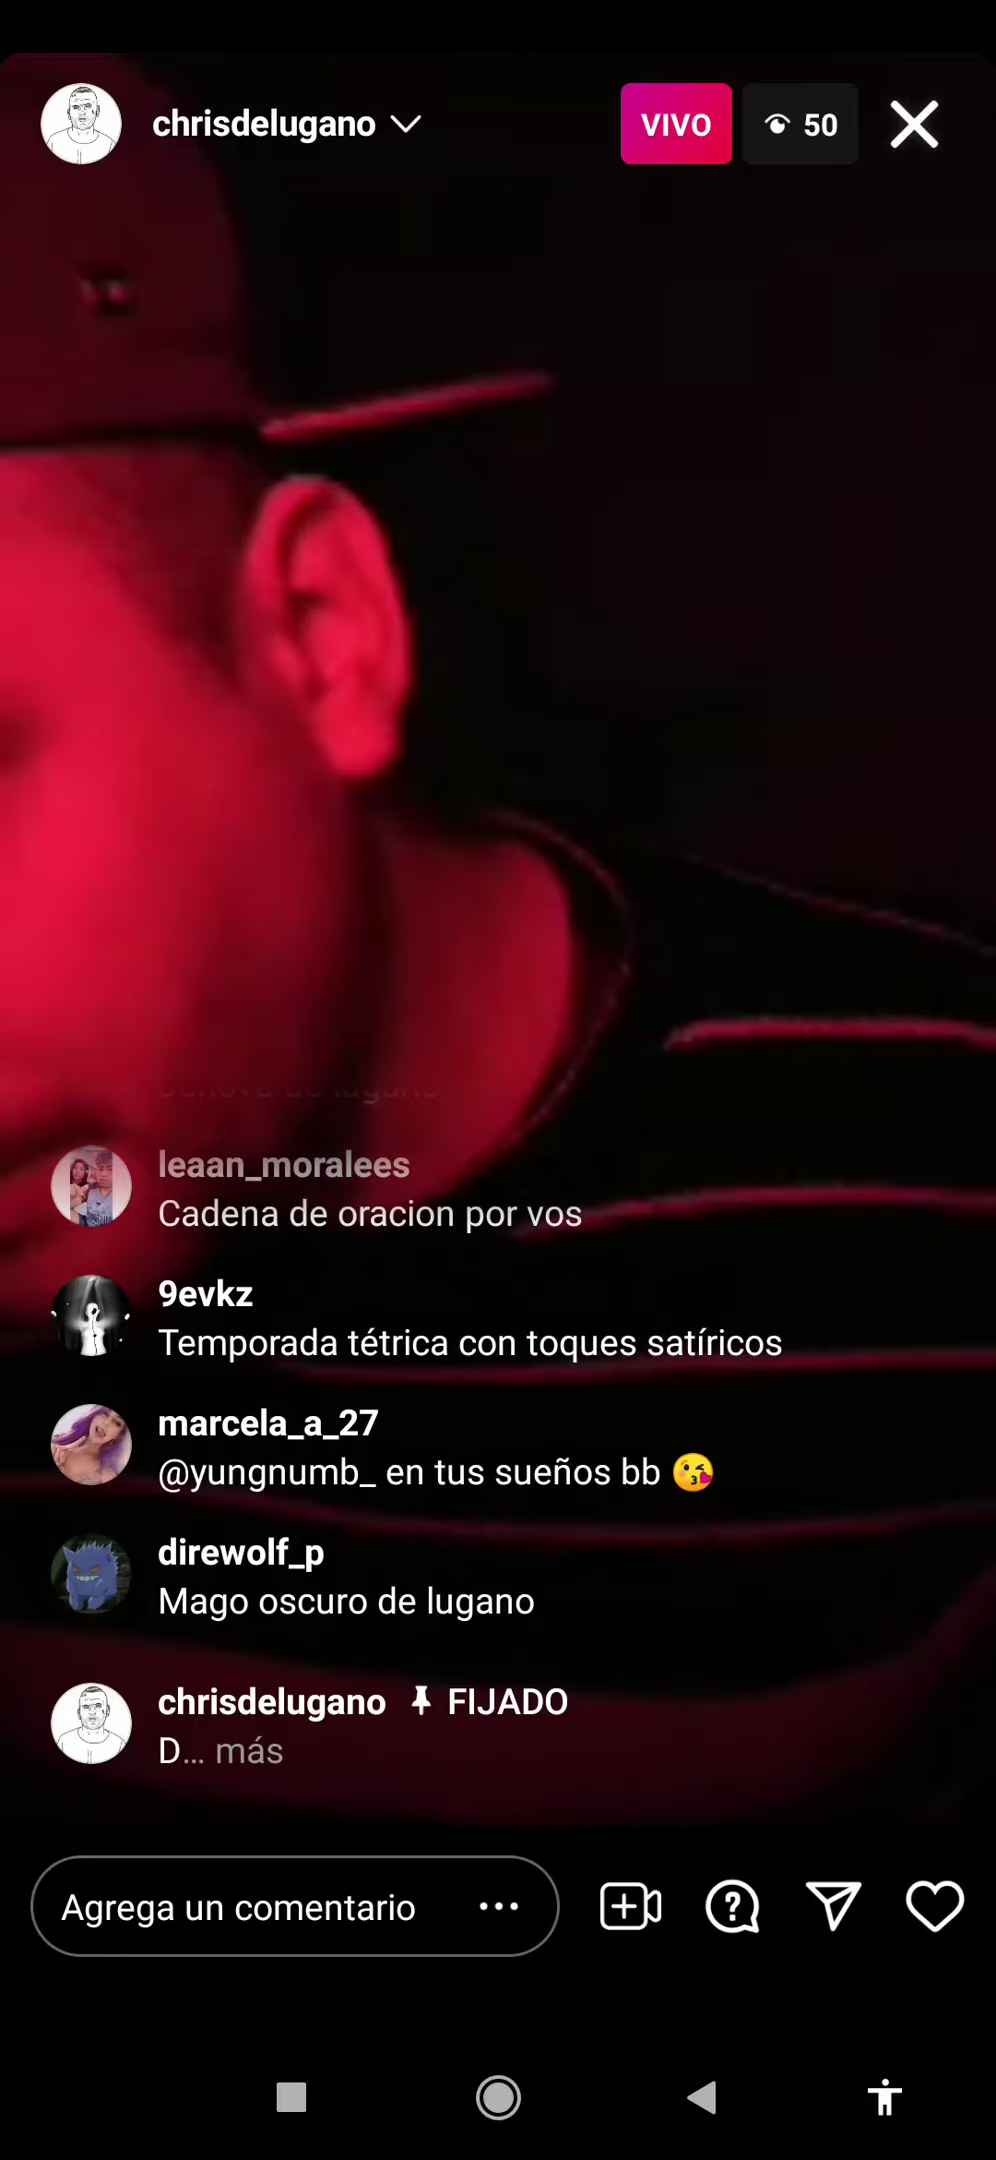 chrisdelugano
VIVO
50
leaan_moralees
Cadena de oracion por vos
9evkz
Temporada tétrica con toques satíricos
marcela_a_27
@yungnumb_ en tus sueños bb 😘
direwolf_p
Mago oscuro de lugano
chrisdelugano FIJADO
D... más
Agrega un comentario